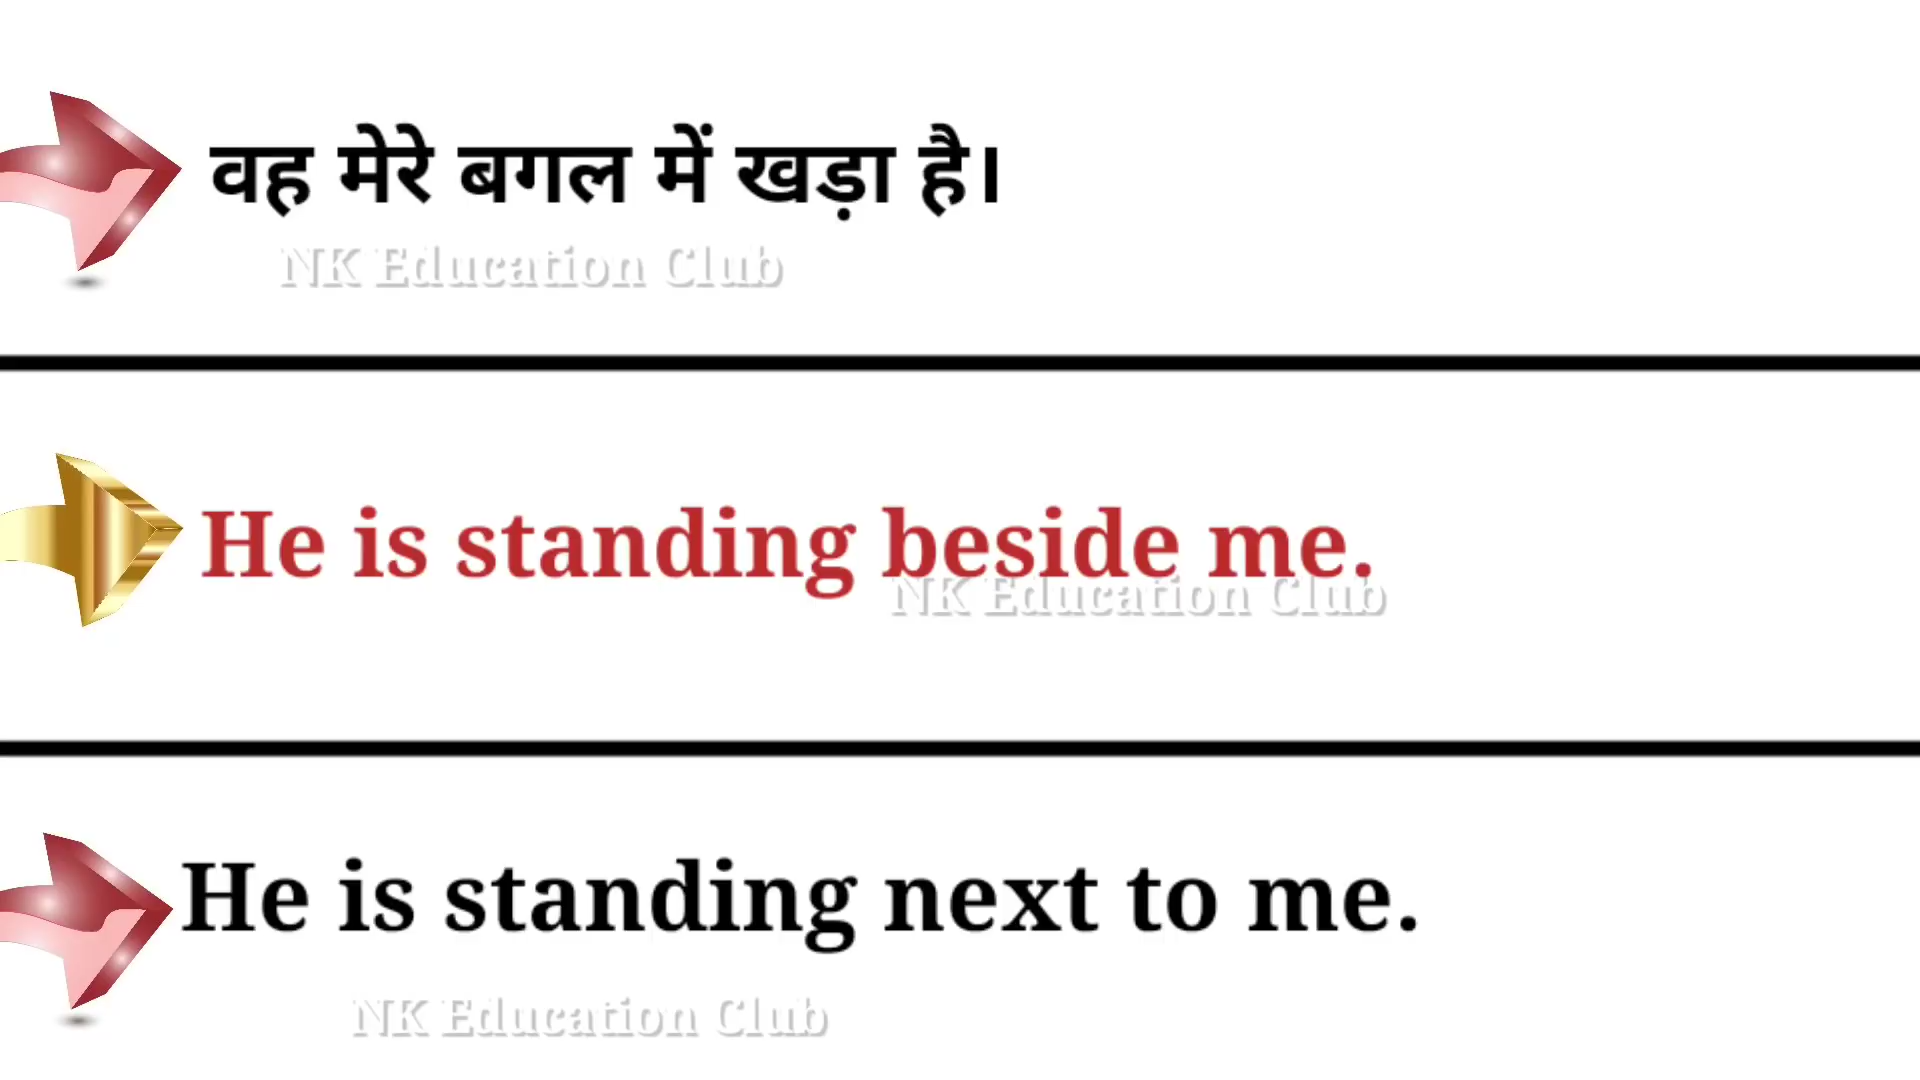 वह मेरे बगल में खड़ा है।
NK Education Club
He is standing beside me.
NK Education Club
He is standing next to me.
NK Education Club